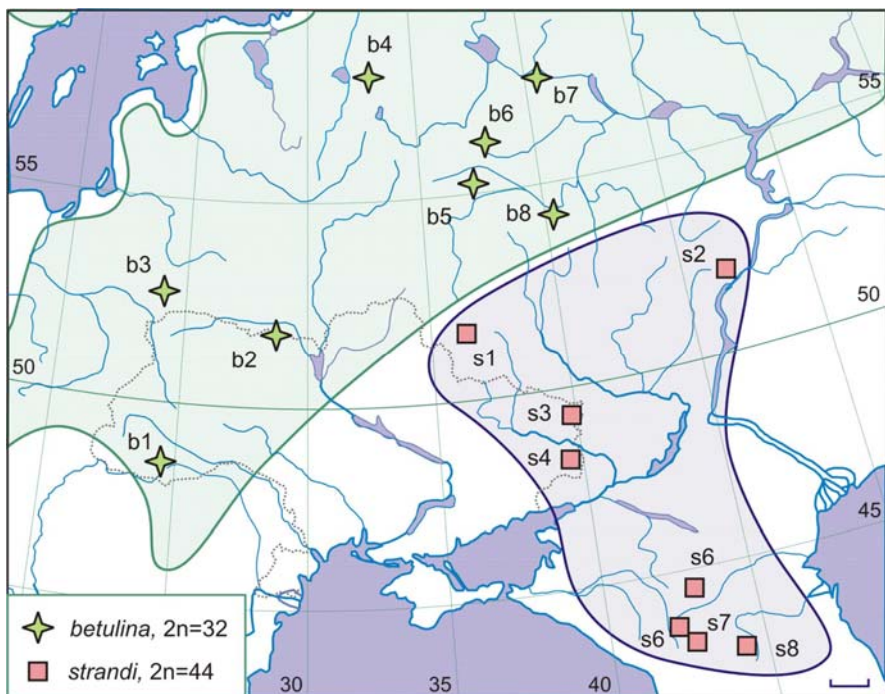 b4
b7
55
b6
55
b5
b8
b3
s2
50
b2
s1
50
s3
b1
s4
45
s6
betulina, 2n=32
s6
s7
s8
strandi, 2n=44
30
35
40